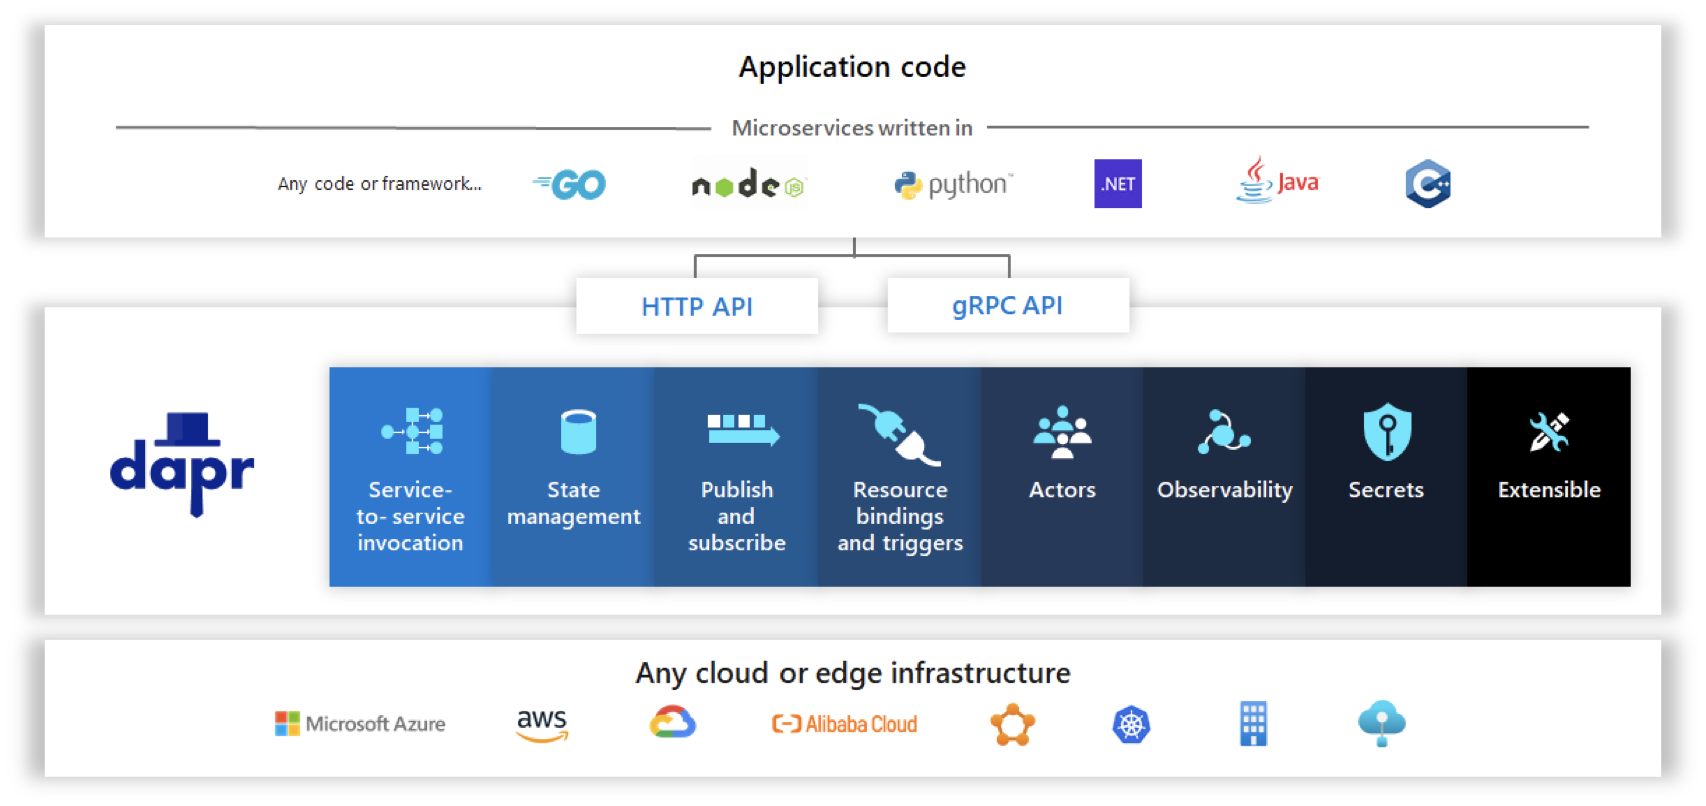 Application code
Microservices written in
Any code or framework...
GO
node JS
python™
.NET
Java
C++
HTTP API
gRPC API
dapr
Service-
to- service
invocation
State
management
Publish
and
subscribe
Resource
bindings
and triggers
Actors
Observability
Secrets
Extensible
Any cloud or edge infrastructure
Microsoft Azure
aws
Alibaba Cloud